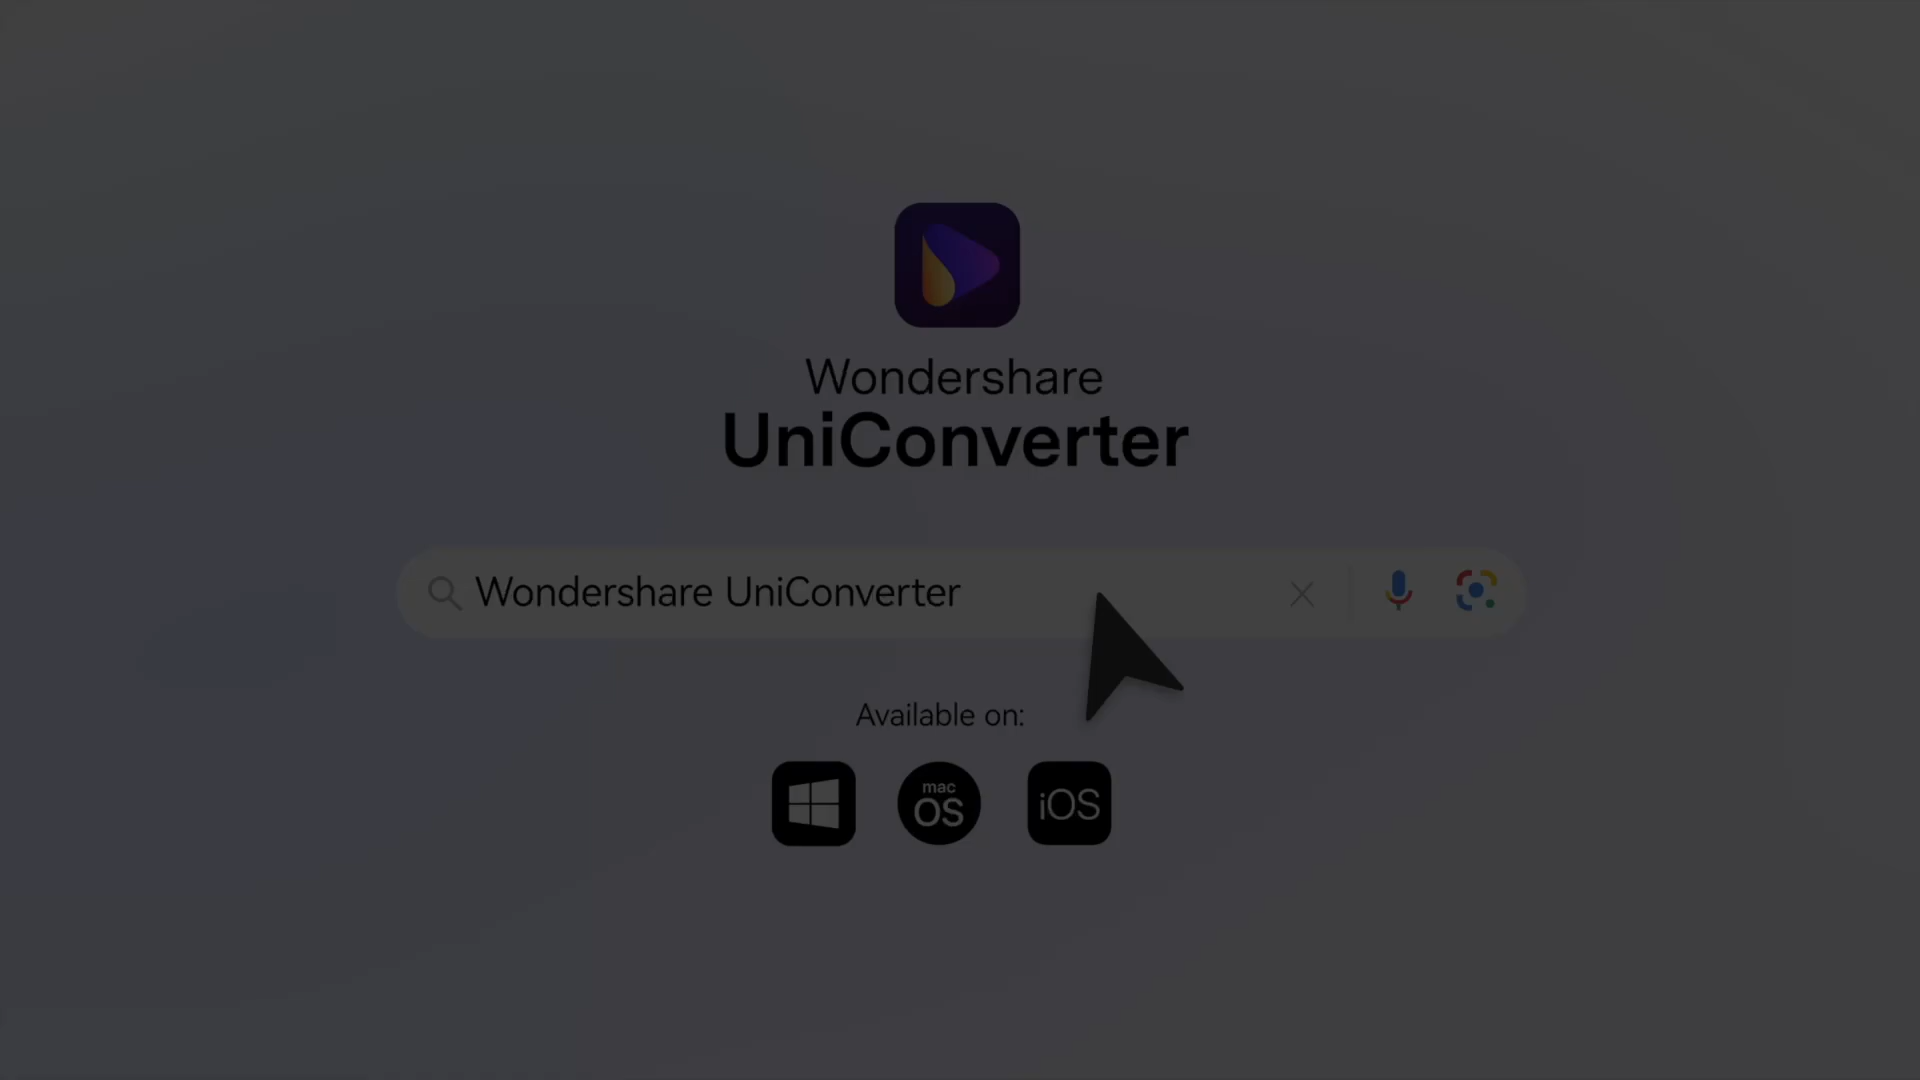 Wondershare
UniConverter
Wondershare UniConverter
Available on:
mac
OS
iOS